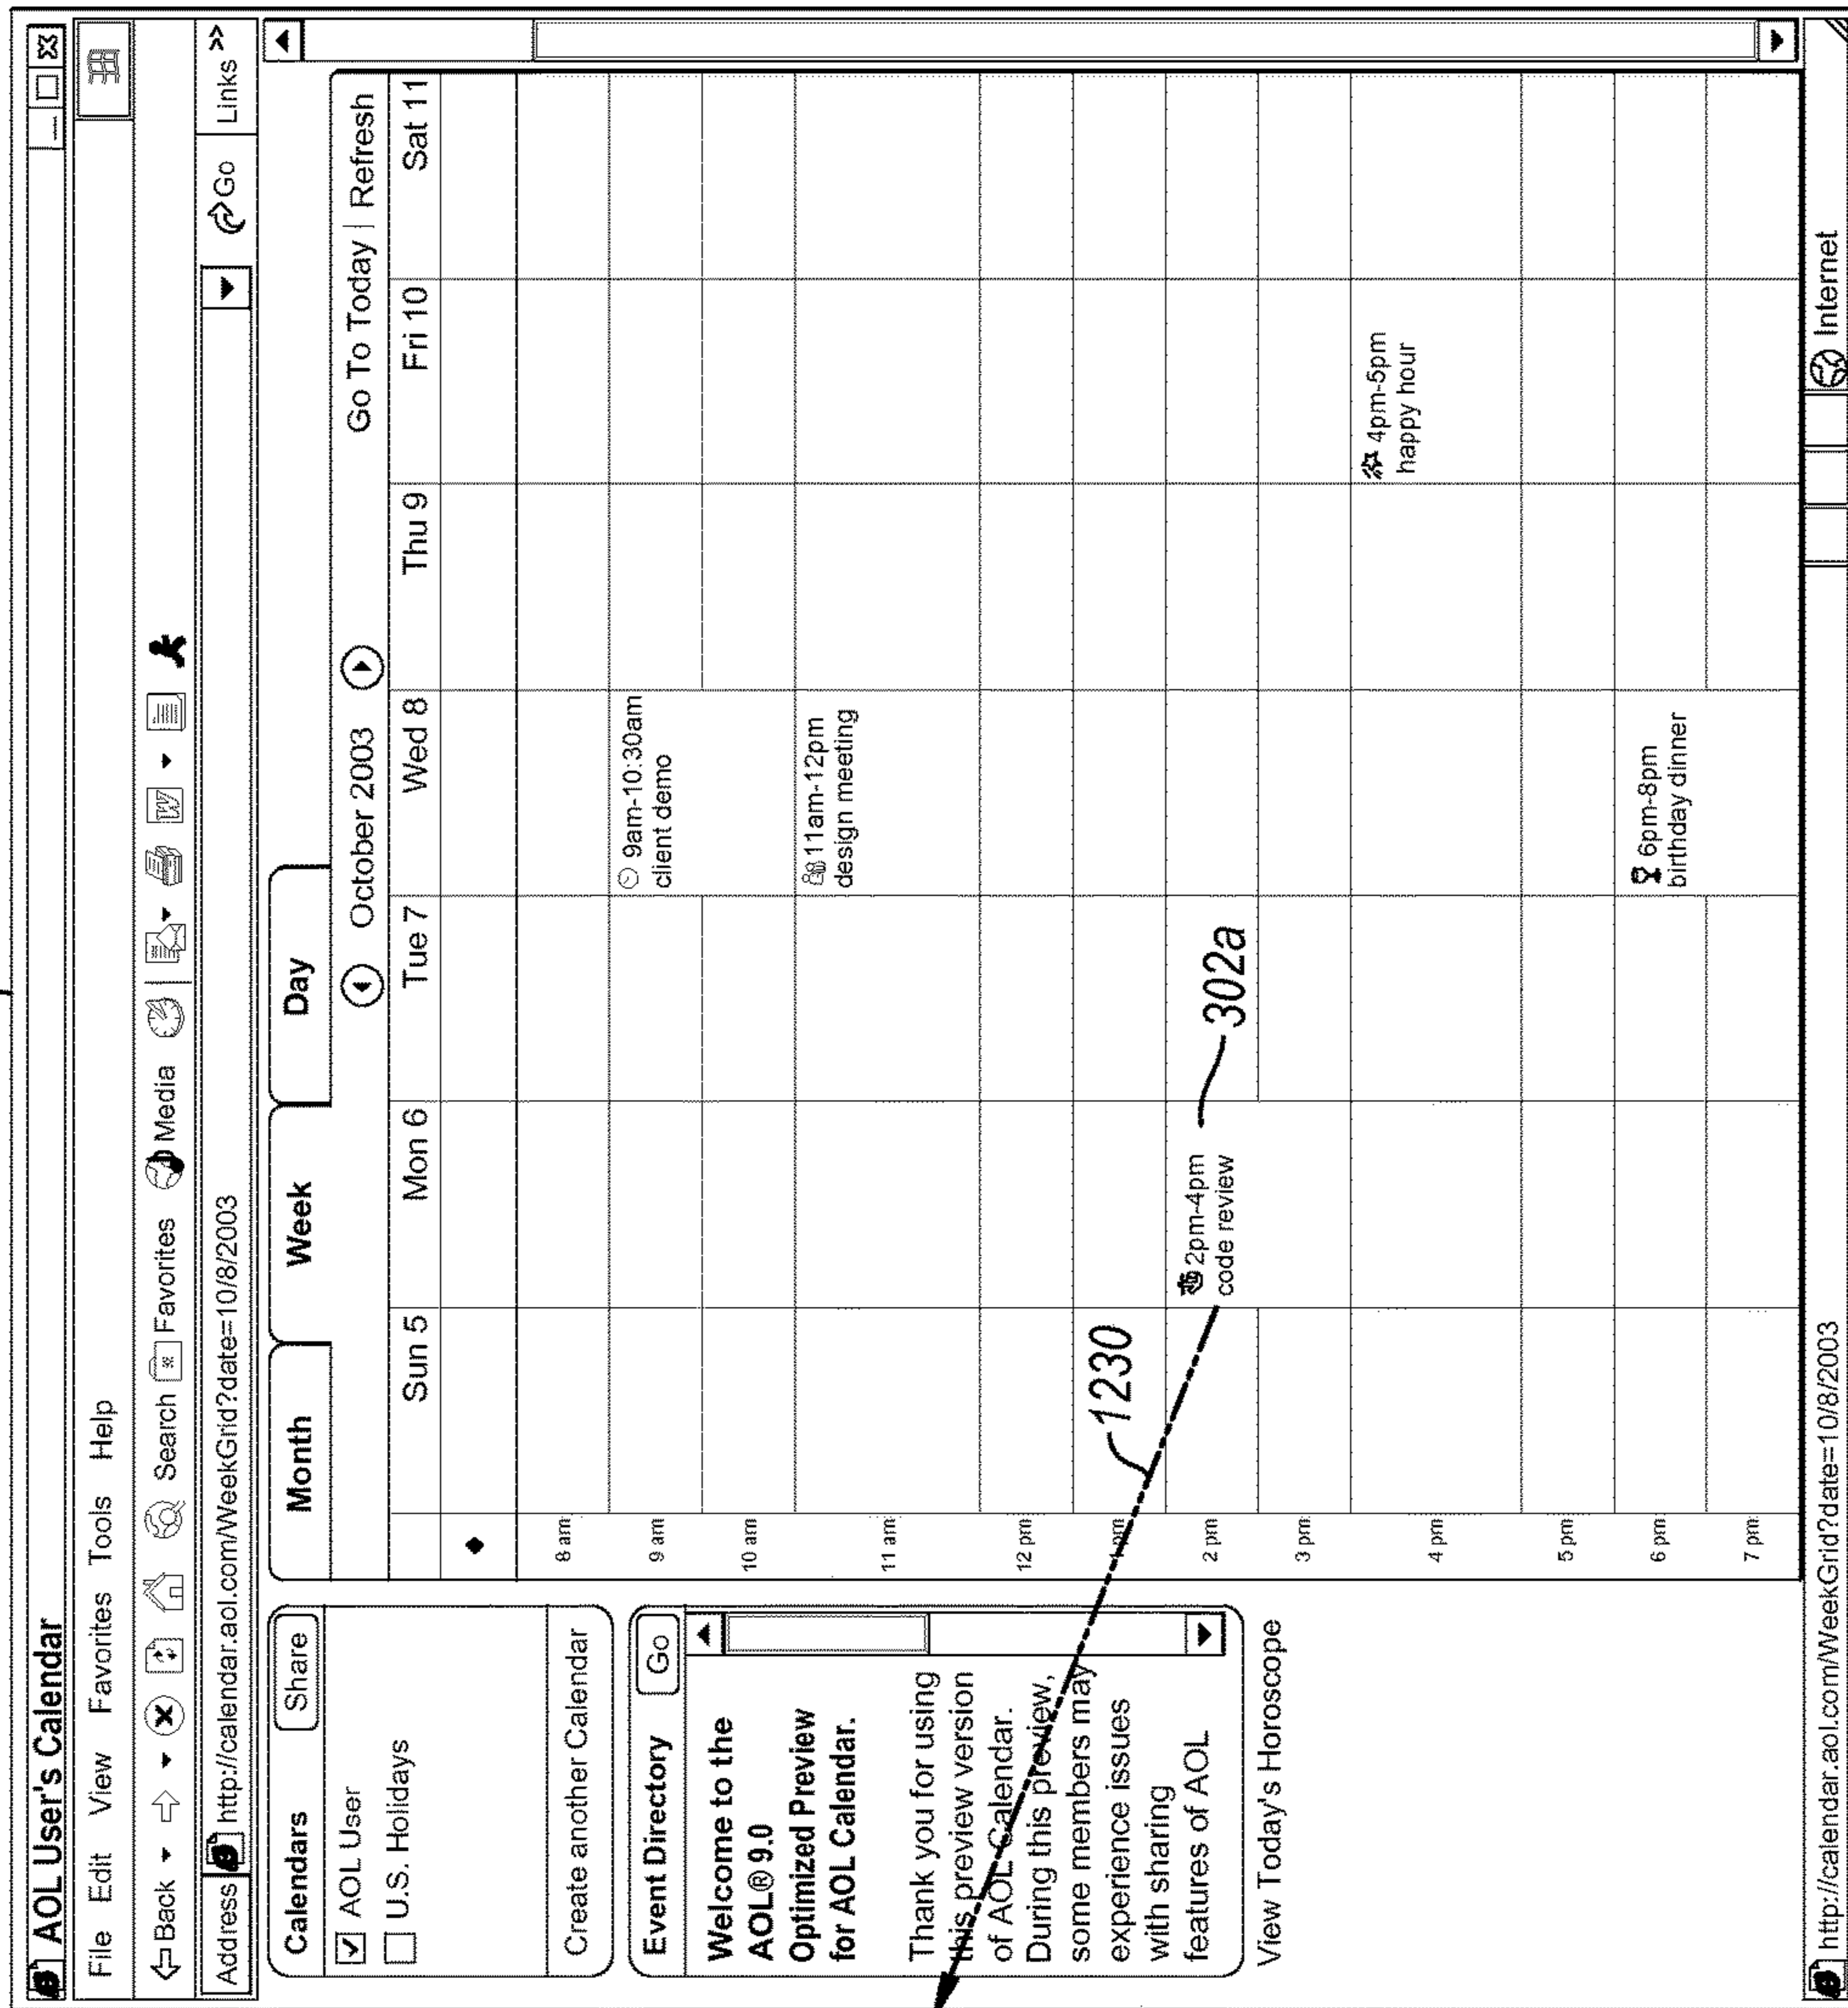 AOL User's Calendar
File Edit View Favorites Tools Help
Back Search Favorites Media
Address http://calendar.aol.com/WeekGrid?date=10/8/2003 Go Links >>
Calendars Share
AOL User
U.S. Holidays
Create another Calendar
Event Directory Go
Welcome to the
AOL® 9.0
Optimized Preview
for AOL Calendar.
Thank you for using
this preview version
of AOL Calendar.
During this preview,
some members may
experience issues
with sharing
features of AOL
View Today's Horoscope
Month Week Day
October 2003 Go To Today | Refresh
Sun 5 Mon 6 Tue 7 Wed 8 Thu 9 Fri 10 Sat 11
8 am
9 am
9am-10:30am
client demo
10 am
11 am
11am-12pm
design meeting
12 pm
1 pm
1230
2 pm
2pm-4pm
code review
302a
3 pm
4 pm
4pm-5pm
happy hour
5 pm
6 pm
6pm-8pm
birthday dinner
7 pm
http://calendar.aol.com/WeekGrid?date=10/8/2003 Internet